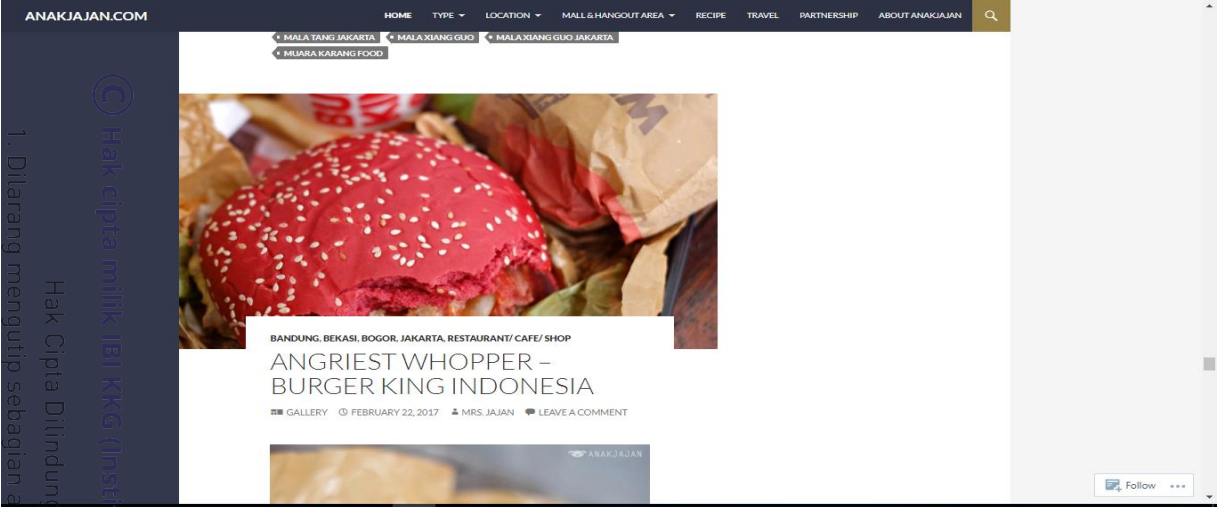 ANAKJAJAN.COM
HOME TYPE LOCATION MALL & HANGOUT AREA RECIPE TRAVEL PARTNERSHIP ABOUT ANAKJAJAN
MALA TANG JAKARTA MALA XIANG GUO MALA XIANG GUO JAKARTA
MUARA KARANG FOOD
BANDUNG, BEKASI, BOGOR, JAKARTA, RESTAURANT/ CAFE/ SHOP
ANGRIEST WHOPPER –
BURGER KING INDONESIA
GALLERY FEBRUARY 22, 2017 MRS. JAJAN LEAVE A COMMENT
ANAKJAJAN
Follow
© Hak cipta milik IBI KKG (Insti
Hak Cipta Dilindung
1. Dilarang mengutip sebagian a